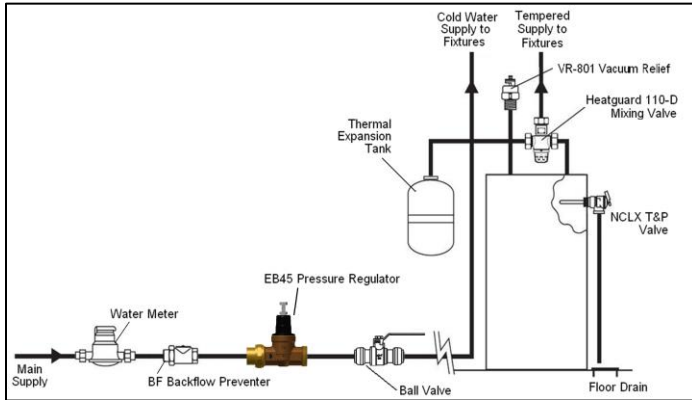 Cold Water
Supply to
Fixtures
Tempered
Supply to
Fixtures
VR-801 Vacuum Relief
Heatguard 110-D
Mixing Valve
Thermal
Expansion
Tank
NCLX T&P
Valve
EB45 Pressure Regulator
Water Meter
Main
Supply
BF Backflow Preventer
Ball Valve
Floor Drain